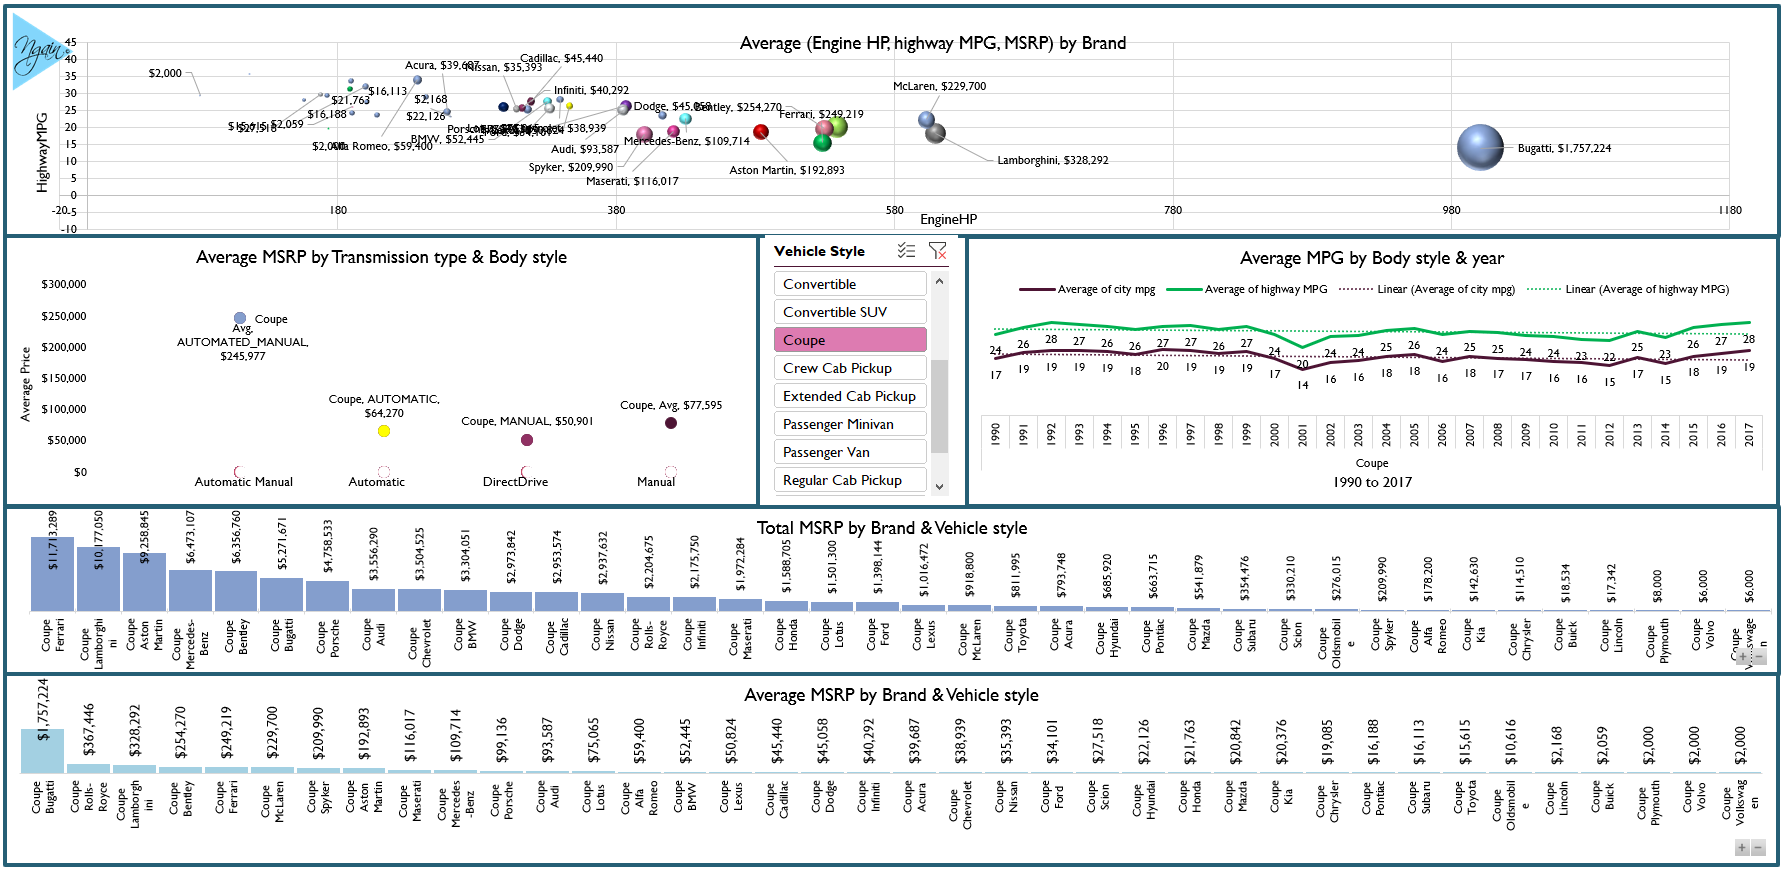 Ngain
Average (Engine HP, highway MPG, MSRP) by Brand
HighwayMPG
45
40
35
30
25
20
15
10
5
0
-5
-10
-20
180
380
580
780
980
1180
EngineHP
$2,000
Acura, $39,687
Nissan, $35,393
Cadillac, $45,440
Infiniti, $40,292
$16,113
$21,763
$2,168
$16,188
$22,126
$15,615
$27,518
$2,059
$2,000
Alfa Romeo, $59,400
BMW, $52,445
$38,939
Dodge, $45,058
Bentley, $254,270
Ferrari, $249,219
McLaren, $229,700
Audi, $93,587
Mercedes-Benz, $109,714
Spyker, $209,990
Maserati, $116,017
Aston Martin, $192,893
Lamborghini, $328,292
Bugatti, $1,757,224
Average MSRP by Transmission type & Body style
Average Price
$300,000
$250,000
$200,000
$150,000
$100,000
$50,000
$0
Coupe
Avg,
AUTOMATED_MANUAL,
$245,977
Coupe, AUTOMATIC,
$64,270
Coupe, MANUAL, $50,901
Coupe, Avg, $77,595
Automatic Manual
Automatic
DirectDrive
Manual
Vehicle Style
Convertible
Convertible SUV
Coupe
Crew Cab Pickup
Extended Cab Pickup
Passenger Minivan
Passenger Van
Regular Cab Pickup
Average MPG by Body style & year
Average of city mpg
Average of highway MPG
Linear (Average of city mpg)
Linear (Average of highway MPG)
24 26 28 27 26 26 27 27 26 27 24 20 24 24 25 26 24 25 25 24 24 23 22 25 23 26 27 28
17 19 19 19 19 18 20 19 19 19 17 14 16 16 18 18 16 18 17 17 16 16 15 17 15 18 19 19
1990 1991 1992 1993 1994 1995 1996 1997 1998 1999 2000 2001 2002 2003 2004 2005 2006 2007 2008 2009 2010 2011 2012 2013 2014 2015 2016 2017
Coupe
1990 to 2017
Total MSRP by Brand & Vehicle style
$11,713,289 $10,177,050 $9,258,845 $6,473,107 $6,356,760 $5,271,671 $4,758,533 $3,556,290 $3,504,525 $3,304,051 $2,973,842 $2,953,574 $2,937,632 $2,204,675 $2,175,750 $1,972,284 $1,588,705 $1,501,300 $1,398,144 $1,016,472 $918,800 $811,995 $793,748 $685,920 $663,715 $541,879 $354,476 $330,210 $276,015 $209,990 $178,200 $142,630 $114,510 $18,534 $17,342 $8,000 $6,000 $6,000
Coupe Ferrari
Coupe Lamborghini
Coupe Aston Martin
Coupe Mercedes-Benz
Coupe Bentley
Coupe Bugatti
Coupe Porsche
Coupe Audi
Coupe Chevrolet
Coupe BMW
Coupe Dodge
Coupe Cadillac
Coupe Nissan
Coupe Rolls-Royce
Coupe Infiniti
Coupe Maserati
Coupe Honda
Coupe Lotus
Coupe Ford
Coupe Lexus
Coupe McLaren
Coupe Toyota
Coupe Acura
Coupe Hyundai
Coupe Pontiac
Coupe Mazda
Coupe Subaru
Coupe Scion
Coupe Oldsmobile
Coupe Spyker
Coupe Alfa Romeo
Coupe Kia
Coupe Chrysler
Coupe Buick
Coupe Lincoln
Coupe Plymouth
Coupe Volvo
Coupe Volkswagen
Average MSRP by Brand & Vehicle style
$1,757,224 $367,446 $328,292 $254,270 $249,219 $229,700 $209,990 $192,893 $116,017 $109,714 $99,136 $93,587 $75,065 $59,400 $52,445 $50,824 $45,440 $45,058 $40,292 $39,687 $38,939 $35,393 $34,101 $27,518 $22,126 $21,763 $20,842 $20,376 $19,085 $16,188 $16,113 $15,615 $10,616 $2,168 $2,059 $2,000 $2,000 $2,000
Coupe Bugatti
Coupe Rolls-Royce
Coupe Lamborghini
Coupe Bentley
Coupe Ferrari
Coupe McLaren
Coupe Spyker
Coupe Aston Martin
Coupe Maserati
Coupe Mercedes-Benz
Coupe Porsche
Coupe Audi
Coupe Lotus
Coupe Alfa Romeo
Coupe BMW
Coupe Lexus
Coupe Cadillac
Coupe Dodge
Coupe Infiniti
Coupe Acura
Coupe Chevrolet
Coupe Nissan
Coupe Ford
Coupe Scion
Coupe Hyundai
Coupe Honda
Coupe Mazda
Coupe Kia
Coupe Chrysler
Coupe Pontiac
Coupe Subaru
Coupe Toyota
Coupe Oldsmobile
Coupe Lincoln
Coupe Buick
Coupe Plymouth
Coupe Volvo
Coupe Volkswagen